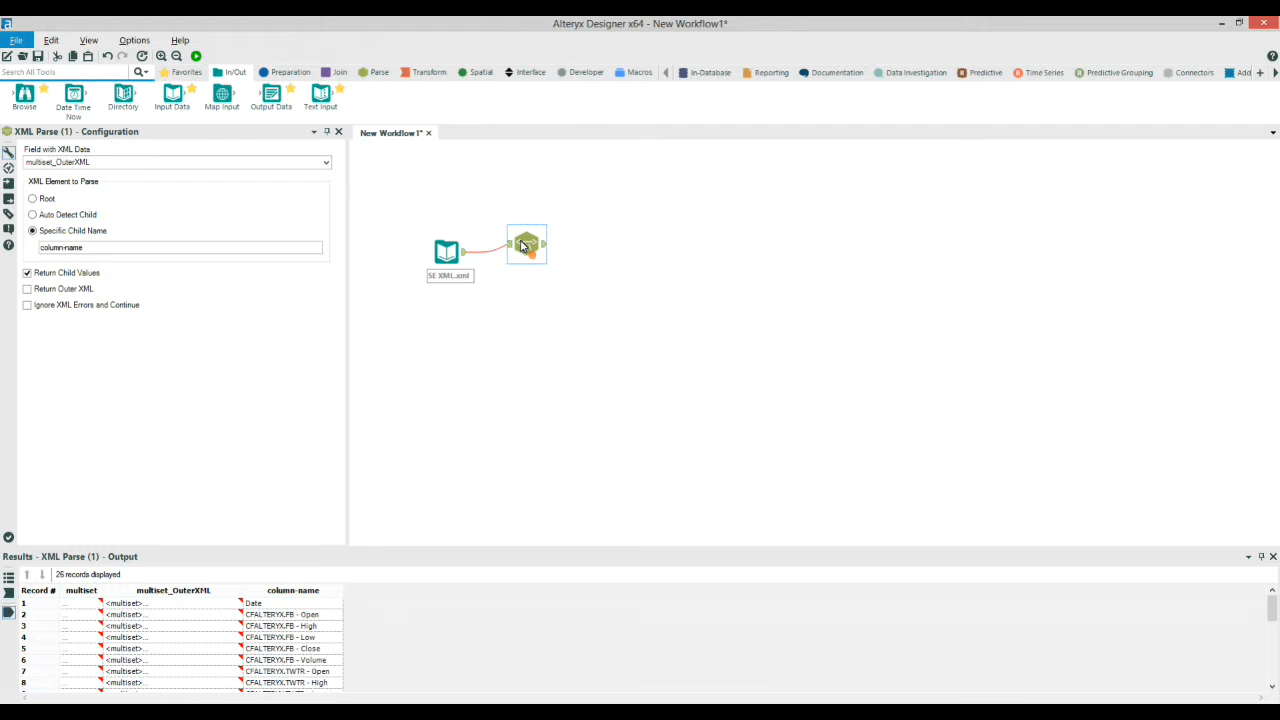 Alteryx Designer x64 - New Workflow1*
File Edit View Options Help
Search All Tools Favorites In/Out Preparation Join Parse Transform Spatial Interface Developer Macros In-Database Reporting Documentation Data Investigation Predictive Time Series Predictive Grouping Connectors Add
Browse Date Time Now Directory Input Data Map Input Output Data Text Input
XML Parse (1) - Configuration
New Workflow1*
Field with XML Data
multiset_OuterXML
XML Element to Parse
Root
Auto Detect Child
Specific Child Name
column-name
Return Child Values
Return Outer XML
Ignore XML Errors and Continue
SE XML.xml
Results - XML Parse (1) - Output
26 records displayed
Record # multiset multiset_OuterXML column-name
1 ... <multiset>... Date
2 ... <multiset>... CFALTERYX.FB - Open
3 ... <multiset>... CFALTERYX.FB - High
4 ... <multiset>... CFALTERYX.FB - Low
5 ... <multiset>... CFALTERYX.FB - Close
6 ... <multiset>... CFALTERYX.FB - Volume
7 ... <multiset>... CFALTERYX.TWTR - Open
8 ... <multiset>... CFALTERYX.TWTR - High